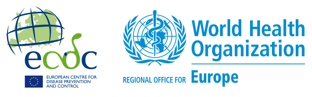 ecdc
EUROPEAN CENTRE FOR
DISEASE PREVENTION
AND CONTROL
World Health
Organization
REGIONAL OFFICE FOR Europe